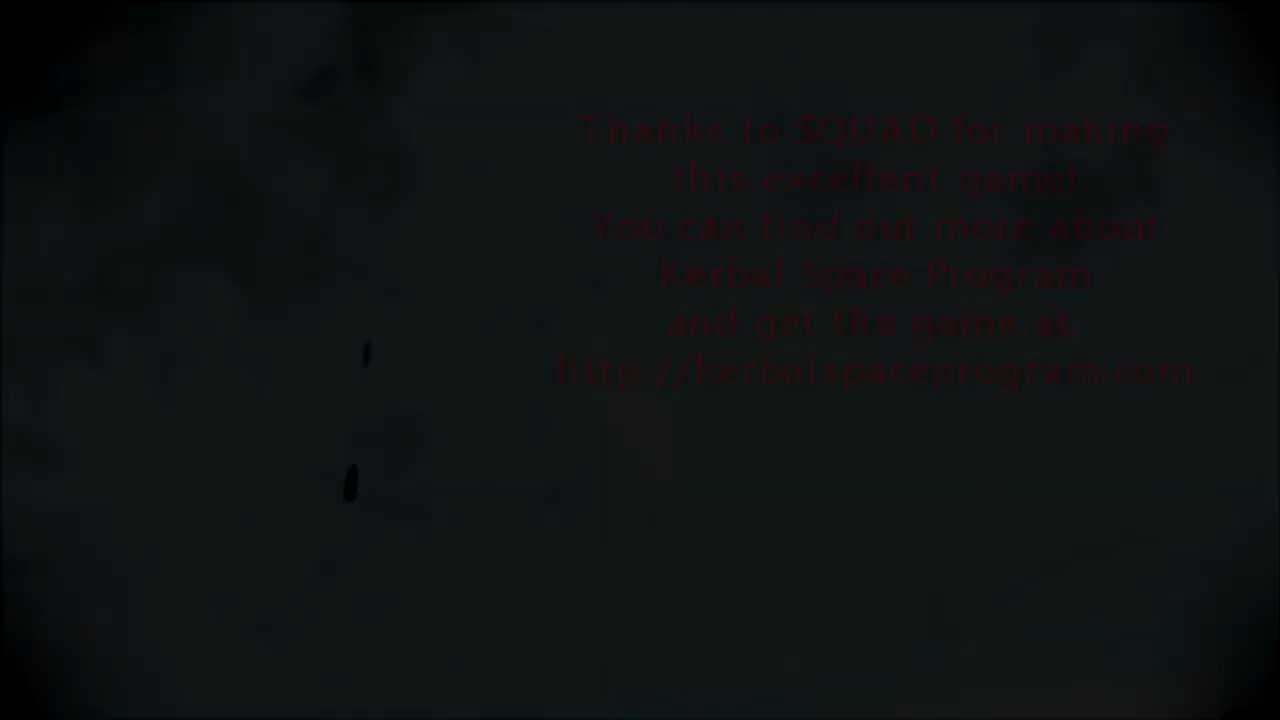 Thanks to SQUAD for making
this excellent game!
You can find out more about
Kerbal Space Program
and get the game at:
http://kerbalspaceprogram.com